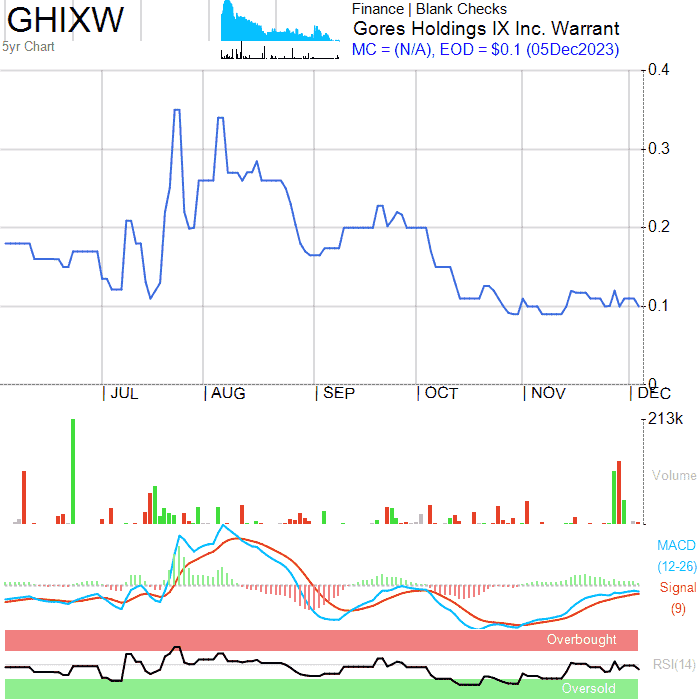 GHIXW
5yr Chart
Finance | Blank Checks
Gores Holdings IX Inc. Warrant
MC = (N/A), EOD = $0.1 (05Dec2023)
0.4
0.3
0.2
0.1
0
| JUL | AUG | SEP | OCT | NOV | DEC
213k
Volume
MACD
(12-26)
Signal
(9)
Overbought
RSI(14)
Oversold